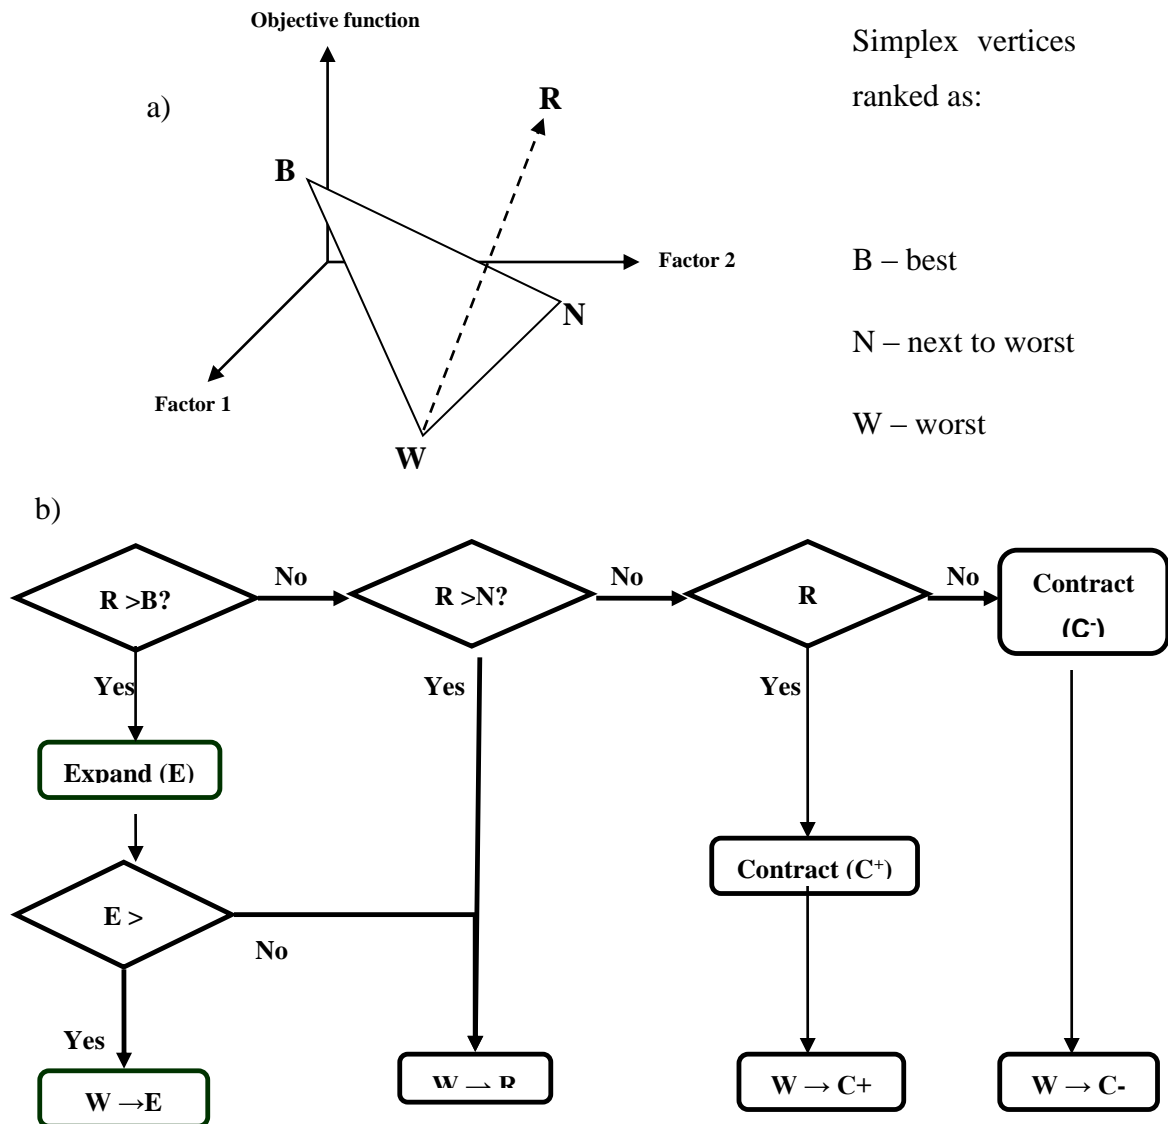 Objective function
Simplex vertices
ranked as:
a)
R
B
Factor 2
B – best
N
N – next to worst
Factor 1
W – worst
W
b)
R >B?
No
R >N?
No
R
No
Contract
(C-)
Yes
Yes
Yes
Expand (E)
Contract (C+)
E >
No
Yes
W →E
W → R
W → C+
W → C-